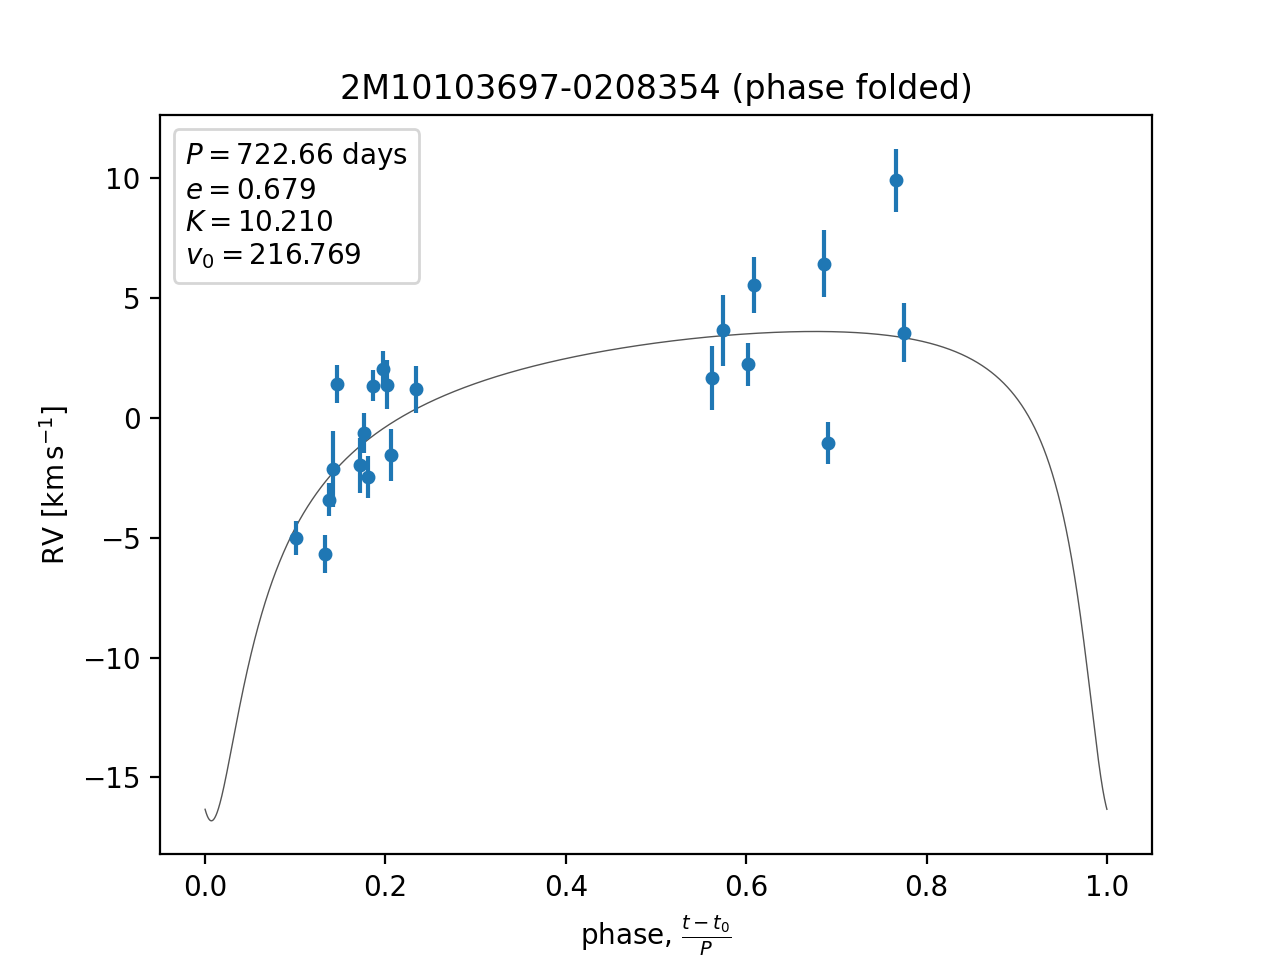 2M10103697-0208354 (phase folded)
P = 722.66 days
e = 0.679
K = 10.210
v₀ = 216.769
10
5
0
−5
−10
−15
RV [km s⁻¹]
0.0 0.2 0.4 0.6 0.8 1.0
phase, (t − t₀)/P